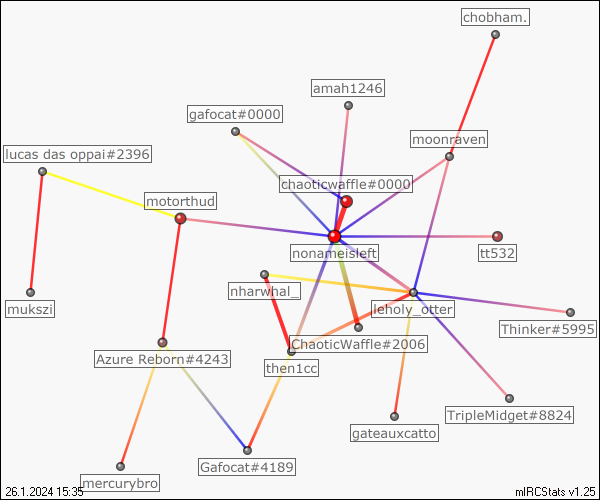 chobham.
amah1246
gafocat#0000
moonraven
lucas das oppai#2396
chaoticwaffle#0000
motorthud
nonameisleft
tt532
nharwhal_
mukszi
leholy_otter
Thinker#5995
ChaoticWaffle#2006
Azure Reborn#4243
then1cc
TripleMidget#8824
gateauxcatto
Gafocat#4189
mercurybro
26.1.2024 15:35
mIRCStats v1.25